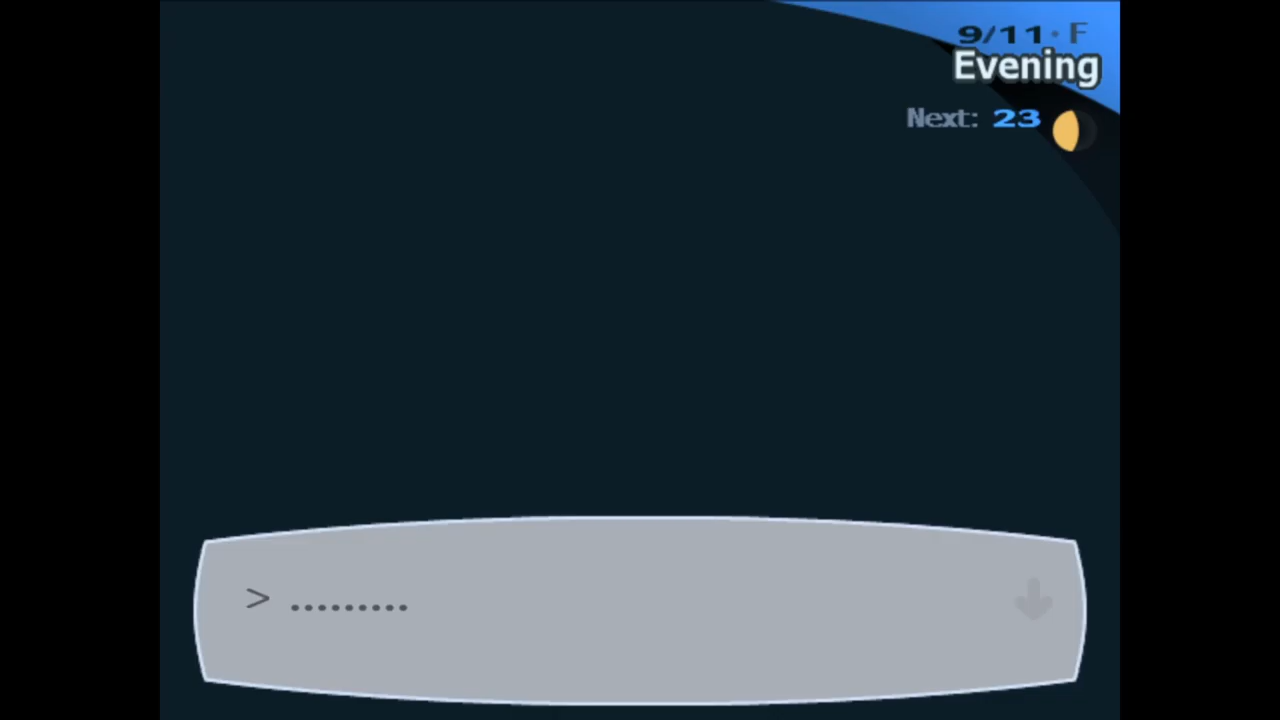 9/11・F
Evening
Next: 23
> .........